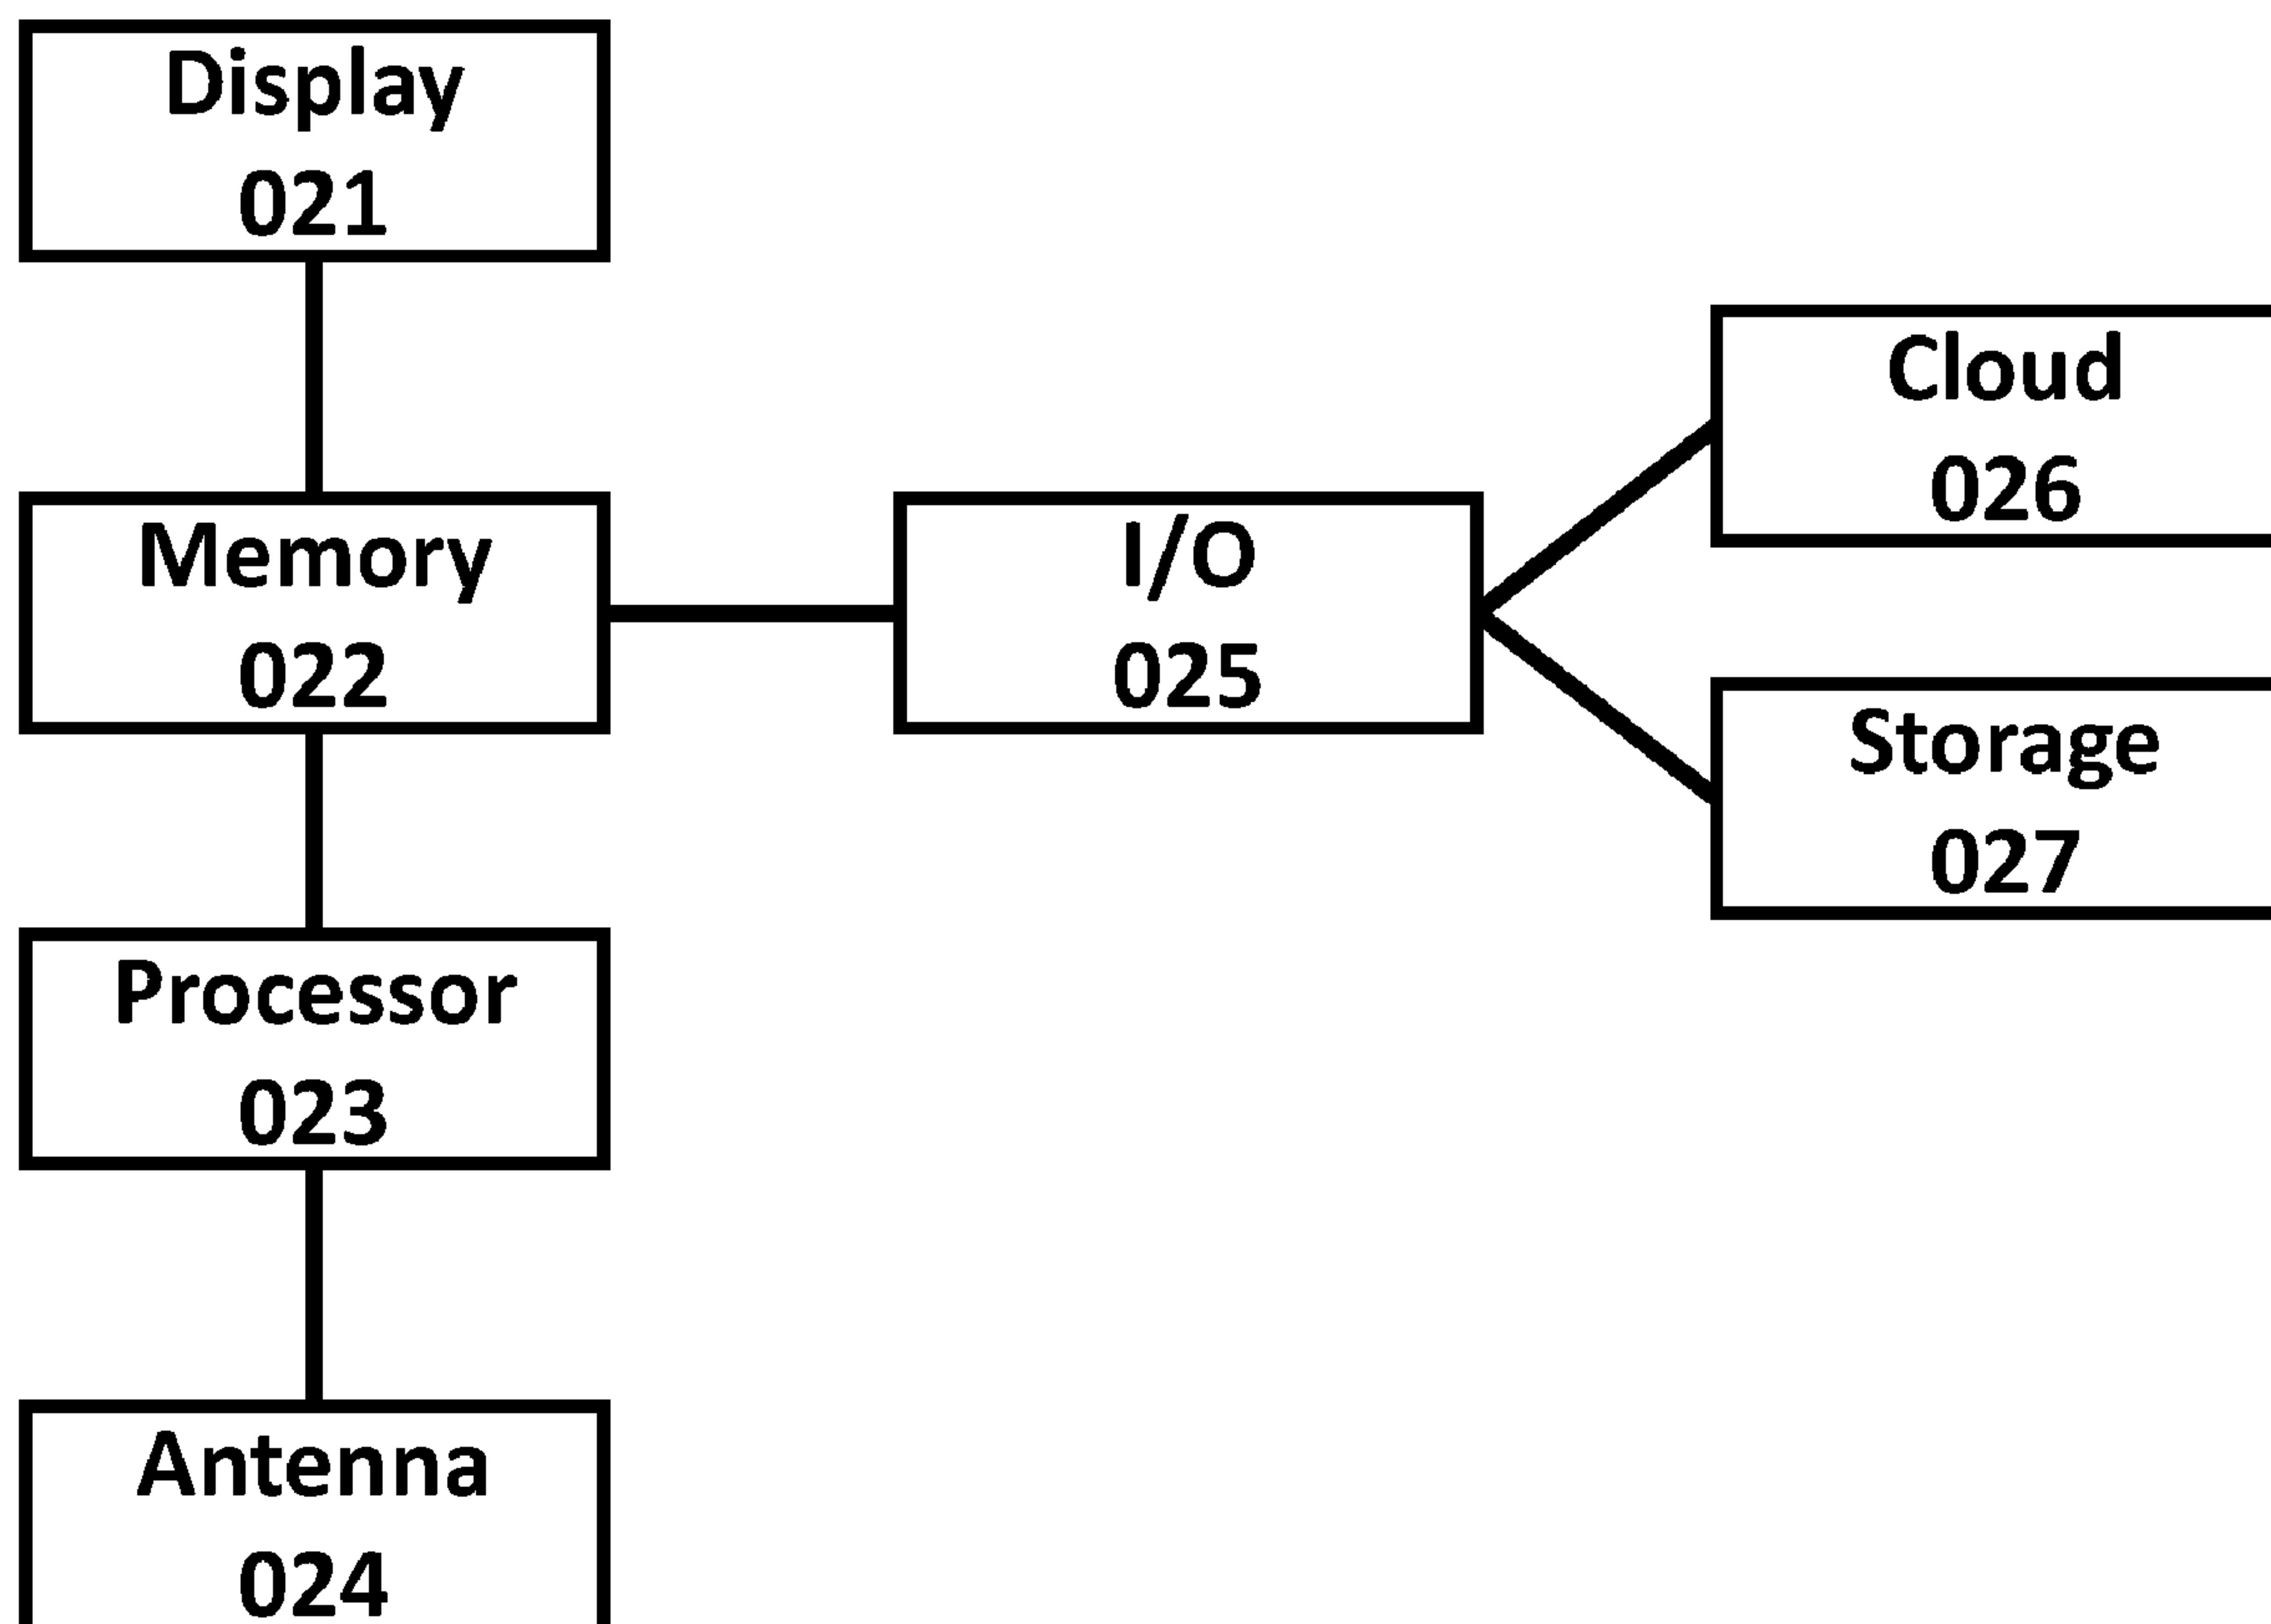 Display
021
Memory
022
Processor
023
Antenna
024
I/O
025
Cloud
026
Storage
027